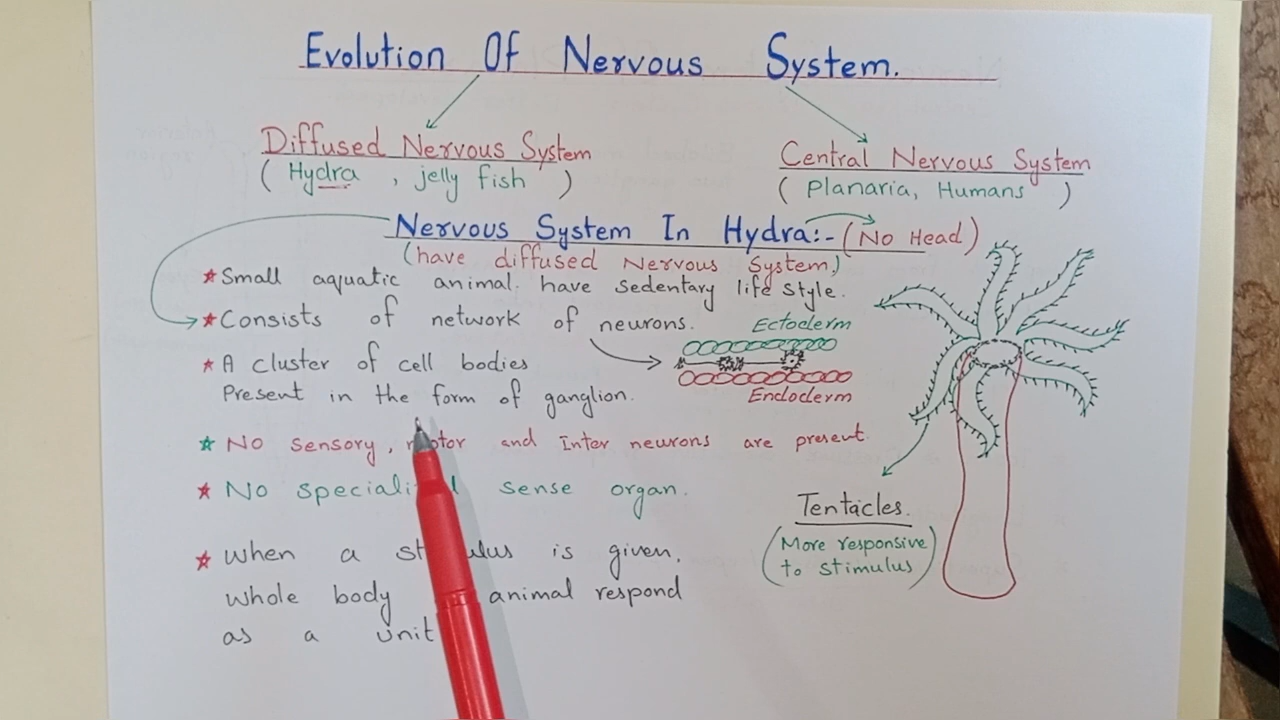 Evolution Of Nervous System.
Diffused Nervous System
(Hydra, jelly fish)
Central Nervous System
(Planaria, Humans)
Nervous System In Hydra:- (No Head)
(have diffused Nervous System)
★Small aquatic animal. have sedentary life style.
★Consists of network of neurons.
Ectoderm
Endoderm
★A cluster of cell bodies
Present in the form of ganglion.
★No sensory, and Inter neurons are present.
★No sense organ.
★When a is given,
whole body animal respond
as a unit
Tentacles.
(More responsive
to stimulus)